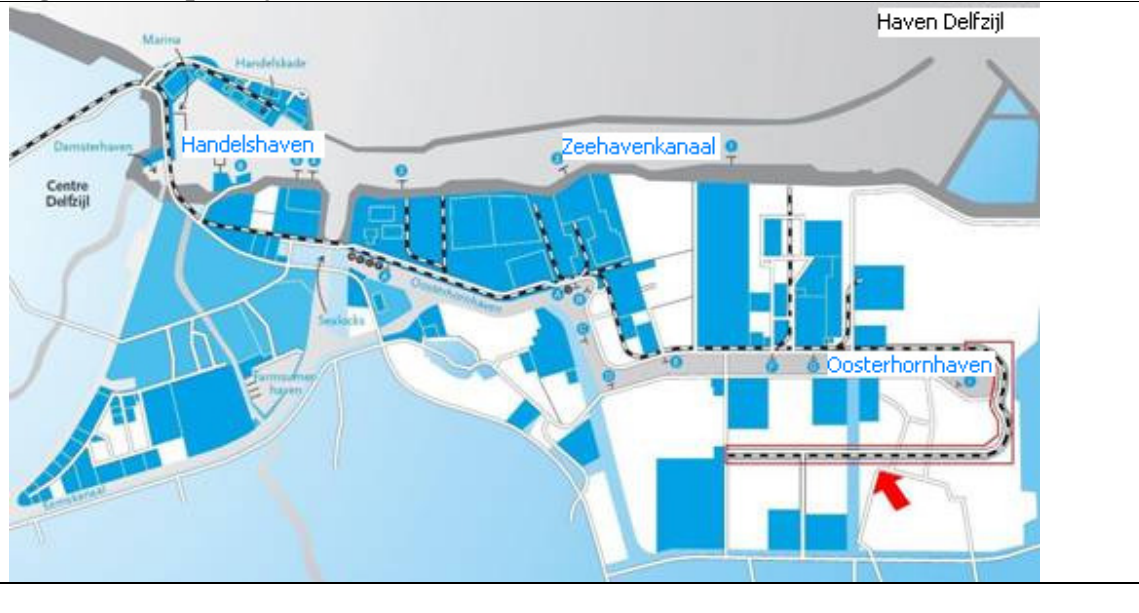 Haven Delfzijl
Marina
Handelskade
Damsterhaven
Handelshaven
Zeehavenkanaal
Centre
Delfzijl
Oosterhornhaven
Sealocks
Farmsumer
haven
Oosterhornhaven
Eemskanaal